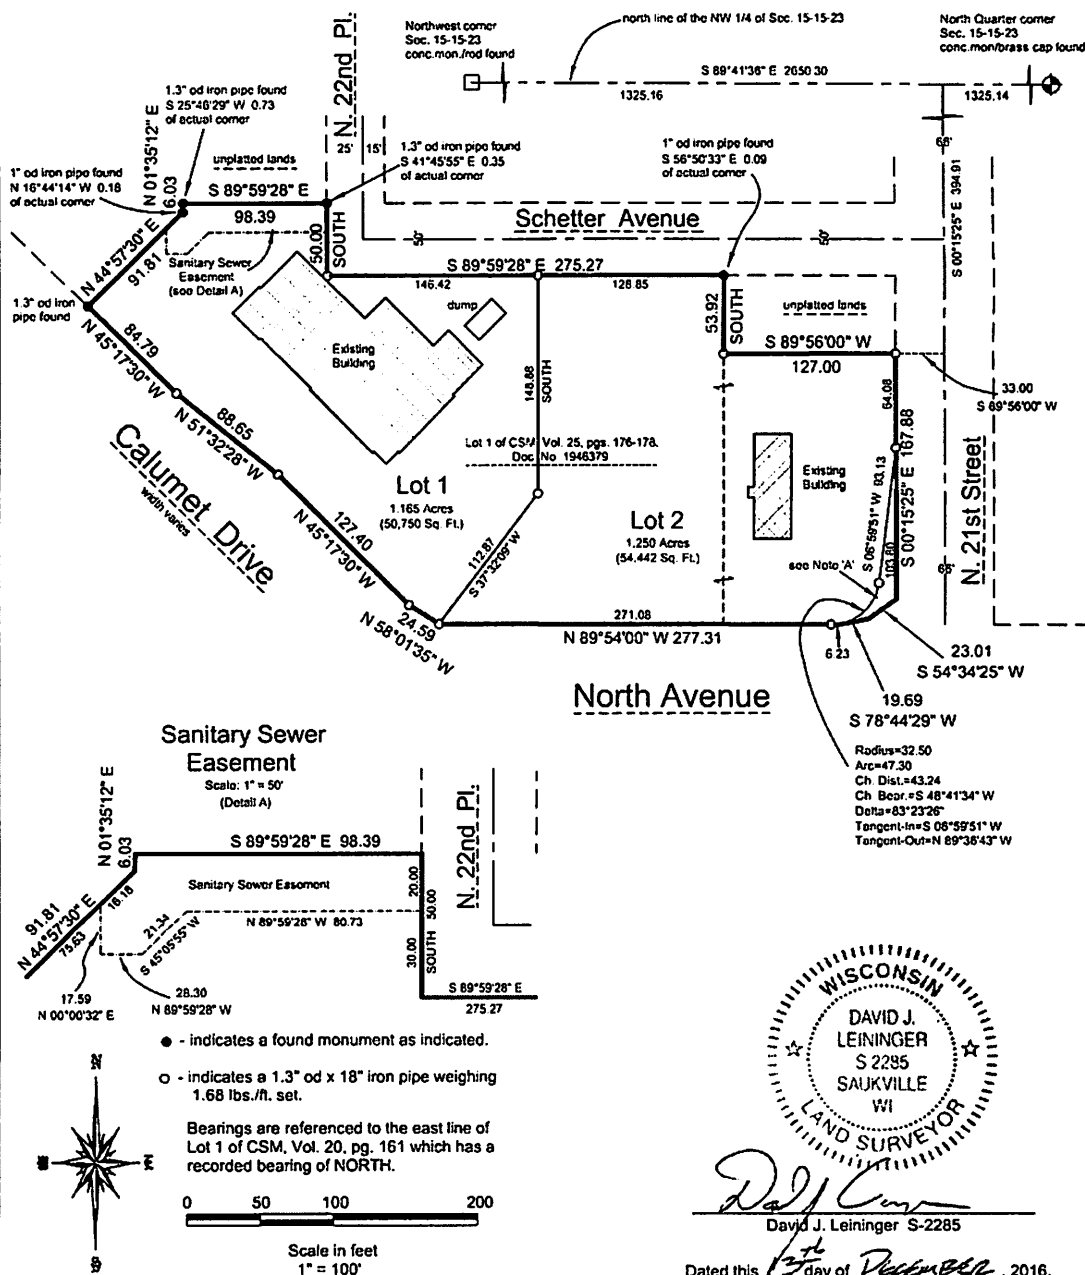 Northwest corner
Sec. 15-15-23
conc.mon./rod found
north line of the NW 1/4 of Sec. 15-15-23
North Quarter corner
Sec. 15-15-23
conc.mon/brass cap found
S 89°41'36" E 2650.30
1325.16
1325.14
N. 22nd Pl.
25'
15'
1.3" od iron pipe found
S 25°46'29" W 0.73
of actual corner
1" od iron pipe found
N 16°44'14" W 0.18
of actual corner
N 01°35'12" E
6.03
unplatted lands
S 89°59'28" E
98.39
1.3" od iron pipe found
S 41°45'55" E 0.35
of actual corner
1" od iron pipe found
S 56°50'33" E 0.09
of actual corner
66'
S 00°15'25" E 394.91
Schetter Avenue
50'
50'
N 44°57'30" E
91.81
Sanitary Sewer
Easement
(see Detail A)
50.00
SOUTH
S 89°59'28" E 275.27
146.42
128.85
1.3" od iron
pipe found
dump
Existing
Building
53.92
SOUTH
unplatted lands
S 89°56'00" W
127.00
33.00
S 69°56'00" W
84.79
N 45°17'30" W
88.65
N 51°32'28" W
148.88
SOUTH
64.08
S 00°15'25" E 167.88
N. 21st Street
66'
Calumet Drive
width varies
Lot 1 of CSM, Vol. 25, pgs. 176-178,
Doc. No 1946379
Lot 1
1.165 Acres
(50,750 Sq. Ft.)
Existing
Building
S 06°59'51" W 93.13
103.80
Lot 2
1.250 Acres
(54,442 Sq. Ft.)
see Note 'A'
127.40
N 45°17'30" W
112.87
S 37°32'09" W
24.59
N 58°01'35" W
271.08
N 89°54'00" W 277.31
6.23
23.01
S 54°34'25" W
North Avenue
19.69
S 78°44'29" W
Radius=32.50
Arc=47.30
Ch. Dist.=43.24
Ch Bear.=S 48°41'34" W
Delta=83°23'26"
Tangent-In=S 06°59'51" W
Tangent-Out=N 89°36'43" W
Sanitary Sewer
Easement
Scale: 1" = 50'
(Detail A)
N 01°35'12" E
6.03
S 89°59'28" E 98.39
N. 22nd Pl.
Sanitary Sewer Easement
20.00
50.00
SOUTH
30.00
91.81
N 44°57'30" E
75.63
16.18
21.34
S 45°05'55" W
N 89°59'28" W 80.73
S 89°59'28" E
275.27
17.59
N 00°00'32" E
28.30
N 89°59'28" W
● - indicates a found monument as indicated.
○ - indicates a 1.3" od x 18" iron pipe weighing
1.68 lbs./ft. set.
Bearings are referenced to the east line of
Lot 1 of CSM, Vol. 20, pg. 161 which has a
recorded bearing of NORTH.
N
W
E
S
0 50 100 200
Scale in feet
1" = 100'
WISCONSIN
DAVID J.
LEININGER
S 2285
SAUKVILLE
WI
LAND SURVEYOR
David J. Leininger S-2285
Dated this 13th day of DECEMBER, 2016.